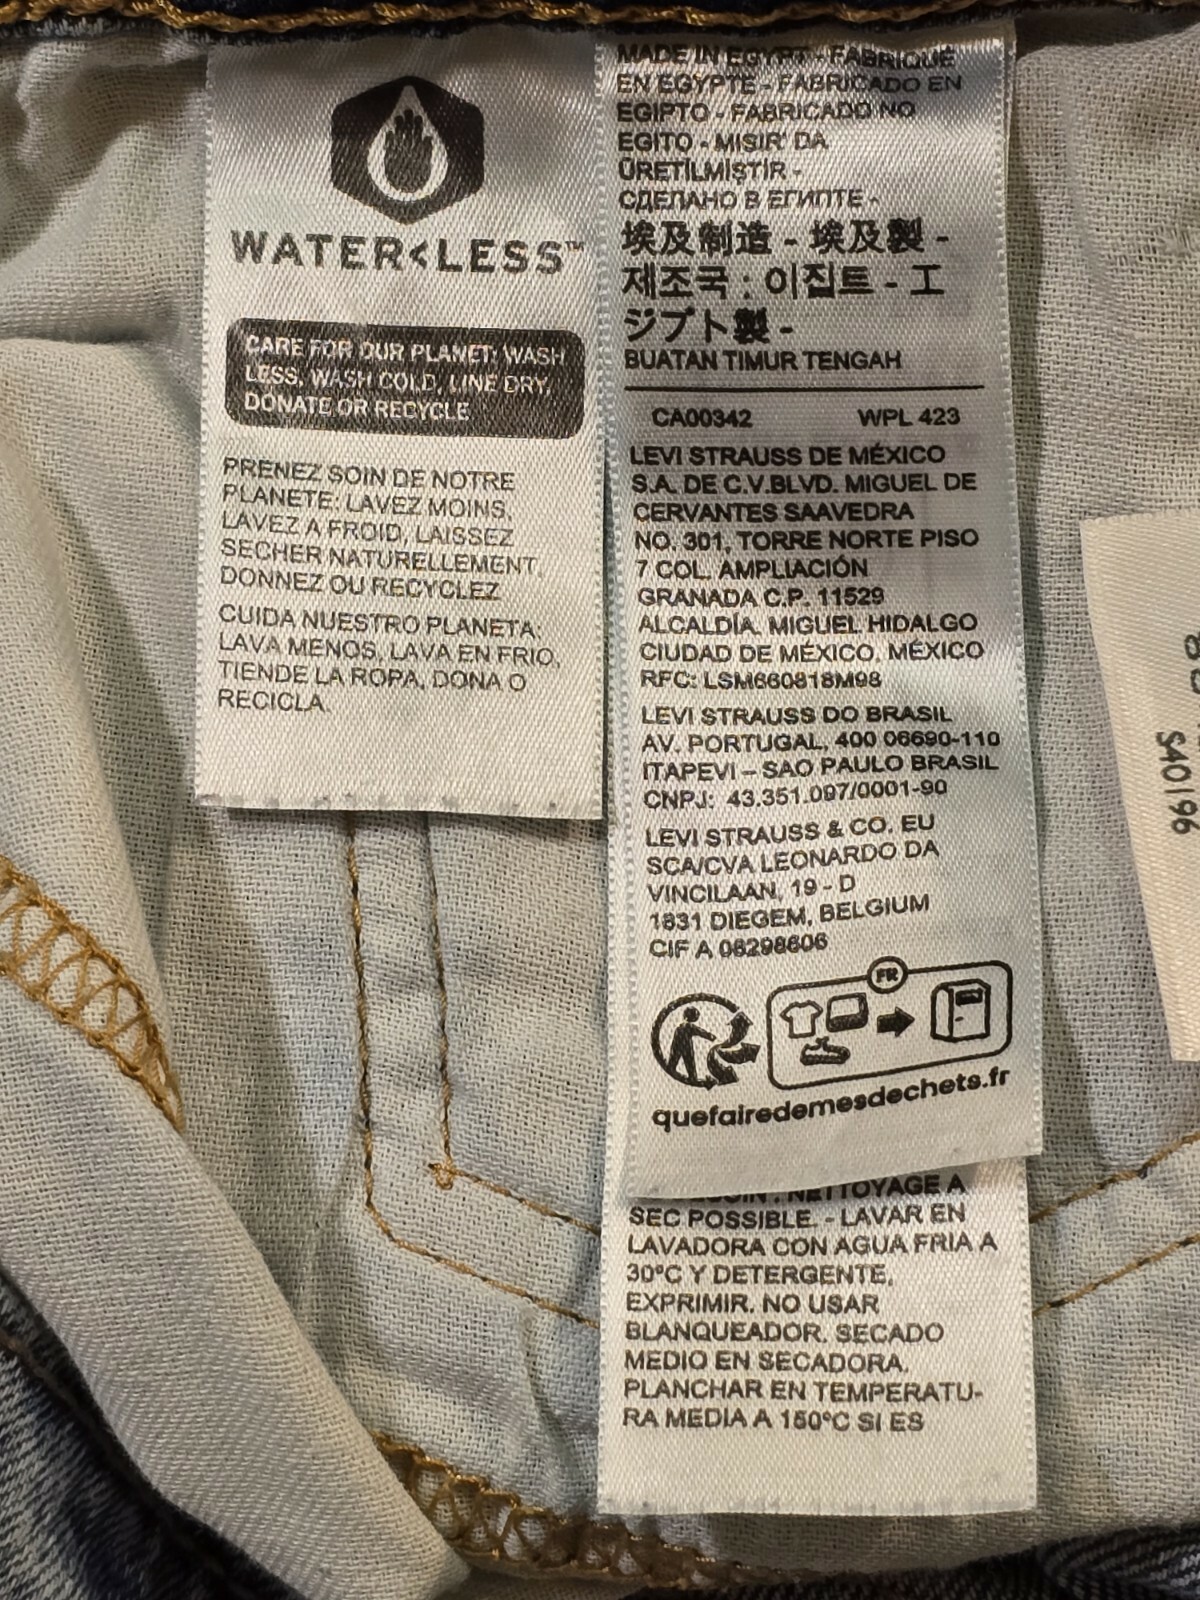 WATER<LESS™
CARE FOR OUR PLANET: WASH
LESS, WASH COLD, LINE DRY,
DONATE OR RECYCLE
PRENEZ SOIN DE NOTRE
PLANETE: LAVEZ MOINS,
LAVEZ A FROID, LAISSEZ
SECHER NATURELLEMENT,
DONNEZ OU RECYCLEZ
CUIDA NUESTRO PLANETA:
LAVA MENOS, LAVA EN FRIO,
TIENDE LA ROPA, DONA O
RECICLA.
MADE IN EGYPT - FABRIQUÉ
EN EGYPTE - FABRICADO EN
EGIPTO - FABRICADO NO
EGITO - MISIR' DA
ÜRETİLMİŞTİR -
СДЕЛАНО В ЕГИПТЕ -
埃及制造 - 埃及製 -
제조국 : 이집트 - エ
ジプト製 -
BUATAN TIMUR TENGAH
CA00342 WPL 423
LEVI STRAUSS DE MÉXICO
S.A. DE C.V.BLVD. MIGUEL DE
CERVANTES SAAVEDRA
NO. 301, TORRE NORTE PISO
7 COL. AMPLIACIÓN
GRANADA C.P. 11529
ALCALDÍA. MIGUEL HIDALGO
CIUDAD DE MÉXICO, MÉXICO
RFC: LSM660818M98
LEVI STRAUSS DO BRASIL
AV. PORTUGAL, 400 06690-110
ITAPEVI – SAO PAULO BRASIL
CNPJ: 43.351.097/0001-90
LEVI STRAUSS & CO. EU
SCA/CVA LEONARDO DA
VINCILAAN, 19 - D
1831 DIEGEM, BELGIUM
CIF A 06298606
FR
quefairedemesdechets.fr
NETTOYAGE A
SEC POSSIBLE. - LAVAR EN
LAVADORA CON AGUA FRIA A
30°C Y DETERGENTE,
EXPRIMIR. NO USAR
BLANQUEADOR. SECADO
MEDIO EN SECADORA.
PLANCHAR EN TEMPERATU-
RA MEDIA A 150°C SI ES
S40196